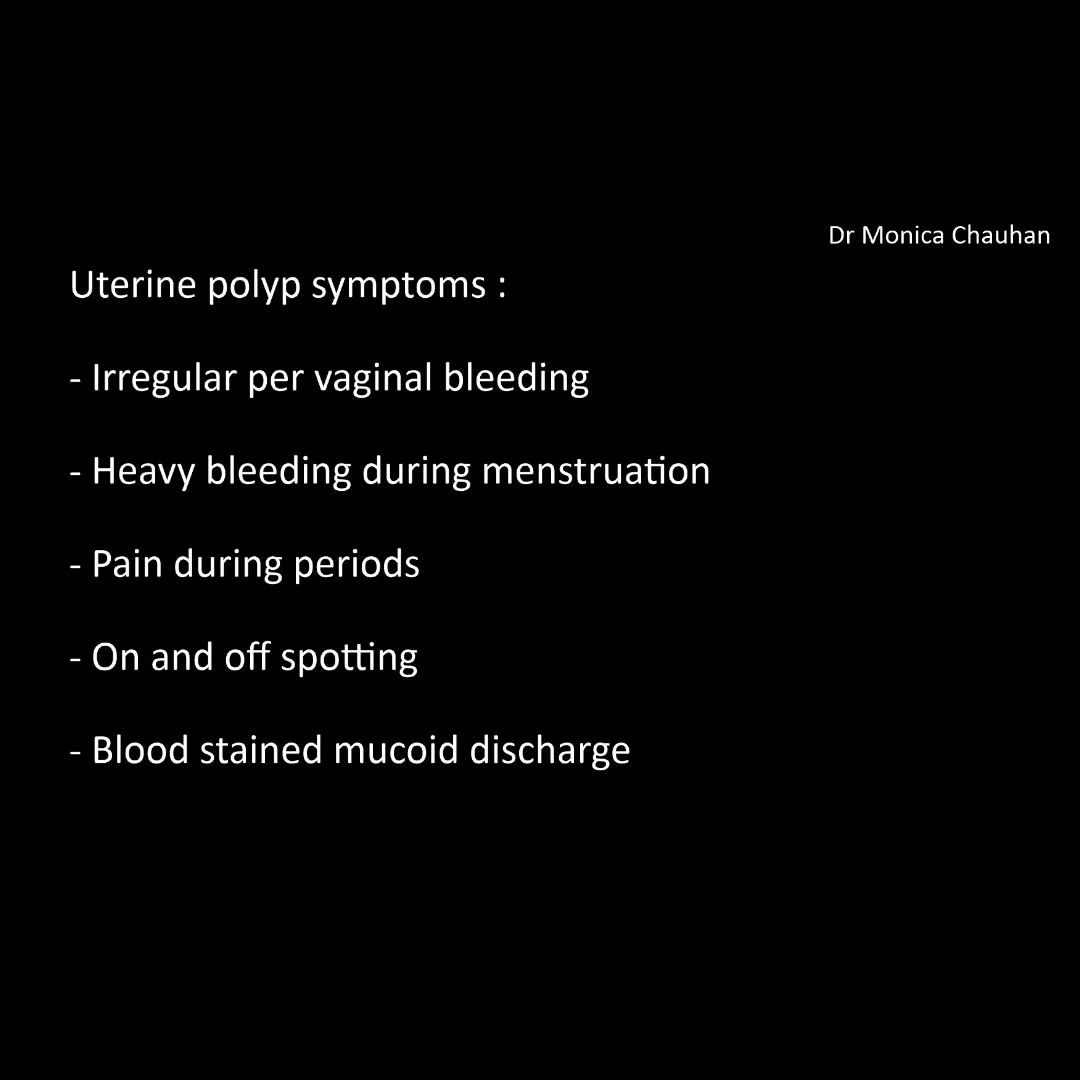 Dr Monica Chauhan
Uterine polyp symptoms :
- Irregular per vaginal bleeding
- Heavy bleeding during menstruation
- Pain during periods
- On and off spotting
- Blood stained mucoid discharge